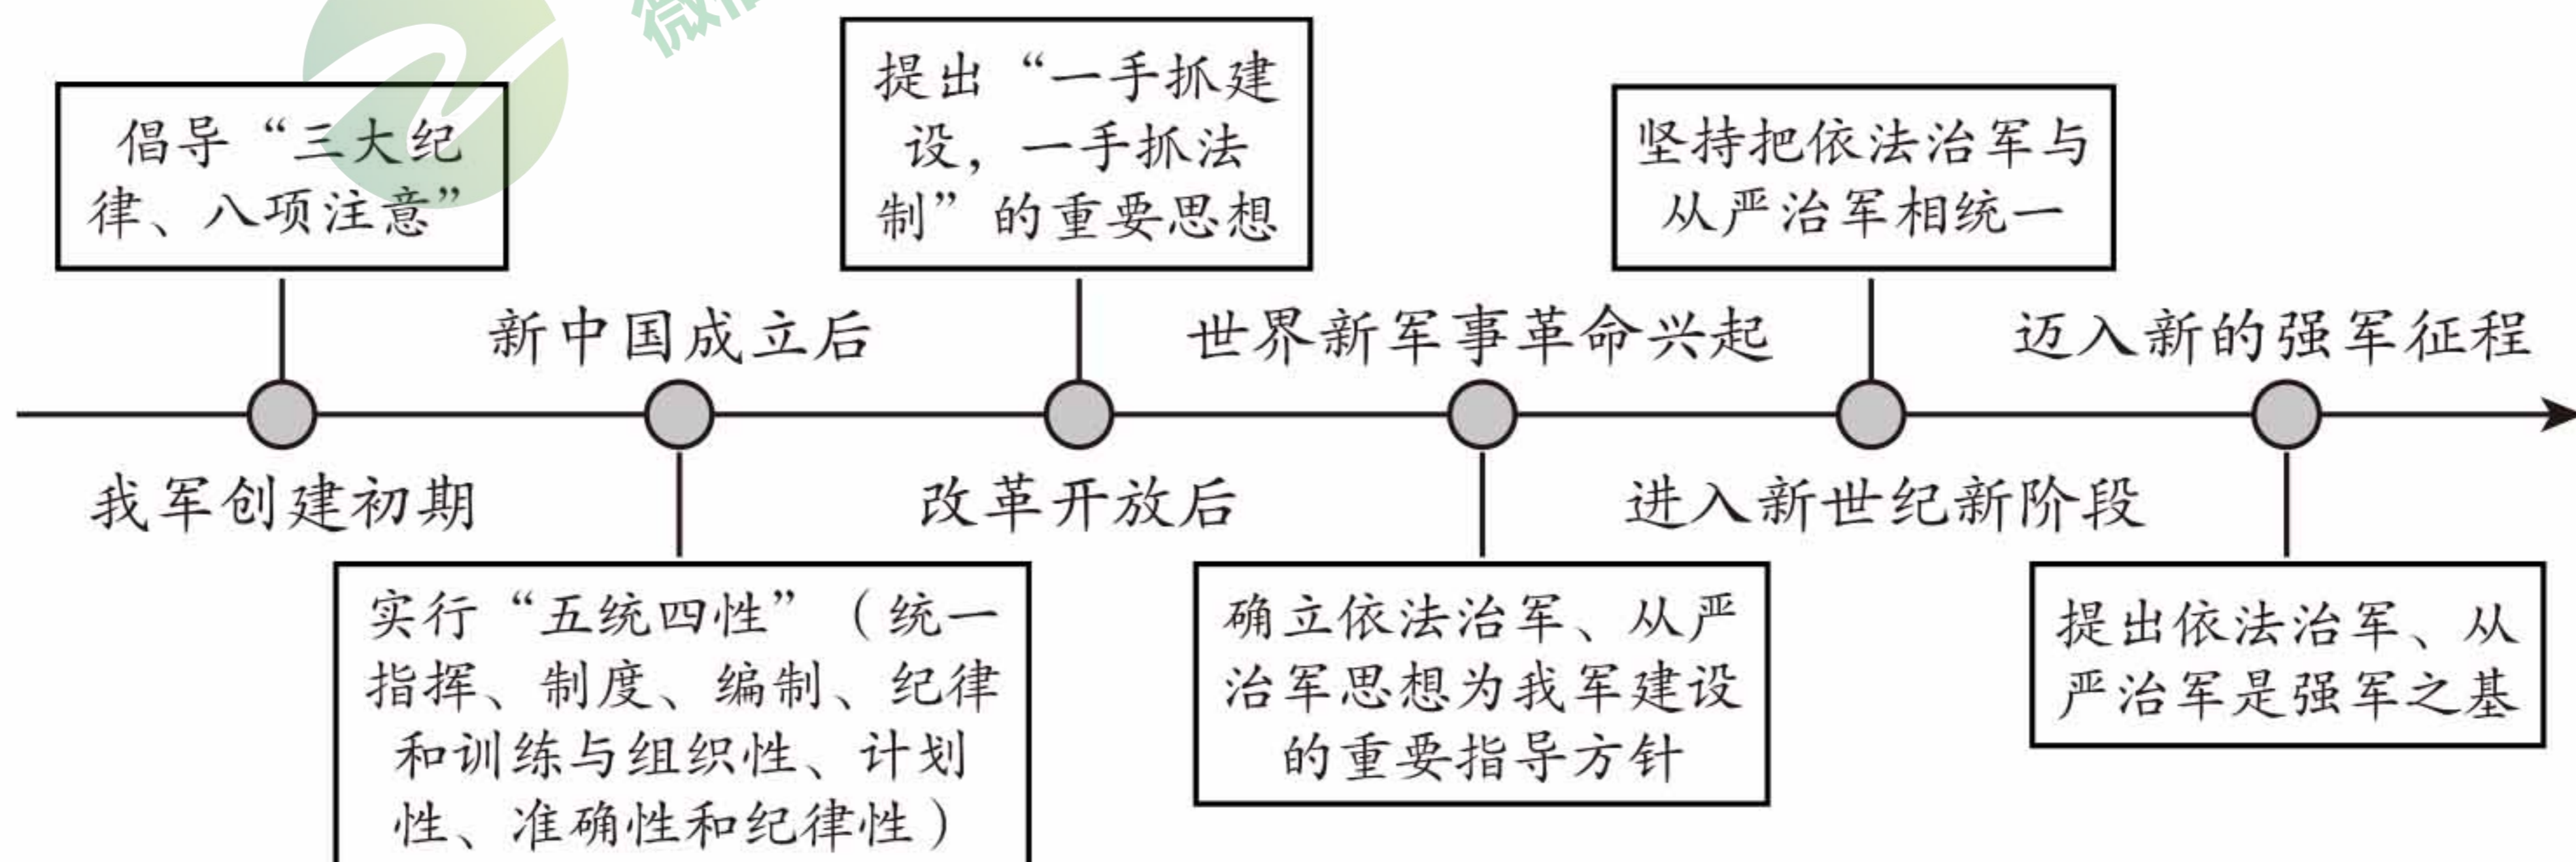 倡导“三大纪
律、八项注意”
我军创建初期
新中国成立后
实行“五统四性”（统一
指挥、制度、编制、纪律
和训练与组织性、计划
性、准确性和纪律性）
提出“一手抓建
设，一手抓法
制”的重要思想
改革开放后
世界新军事革命兴起
确立依法治军、从严
治军思想为我军建设
的重要指导方针
坚持把依法治军与
从严治军相统一
进入新世纪新阶段
迈入新的强军征程
提出依法治军、从
严治军是强军之基